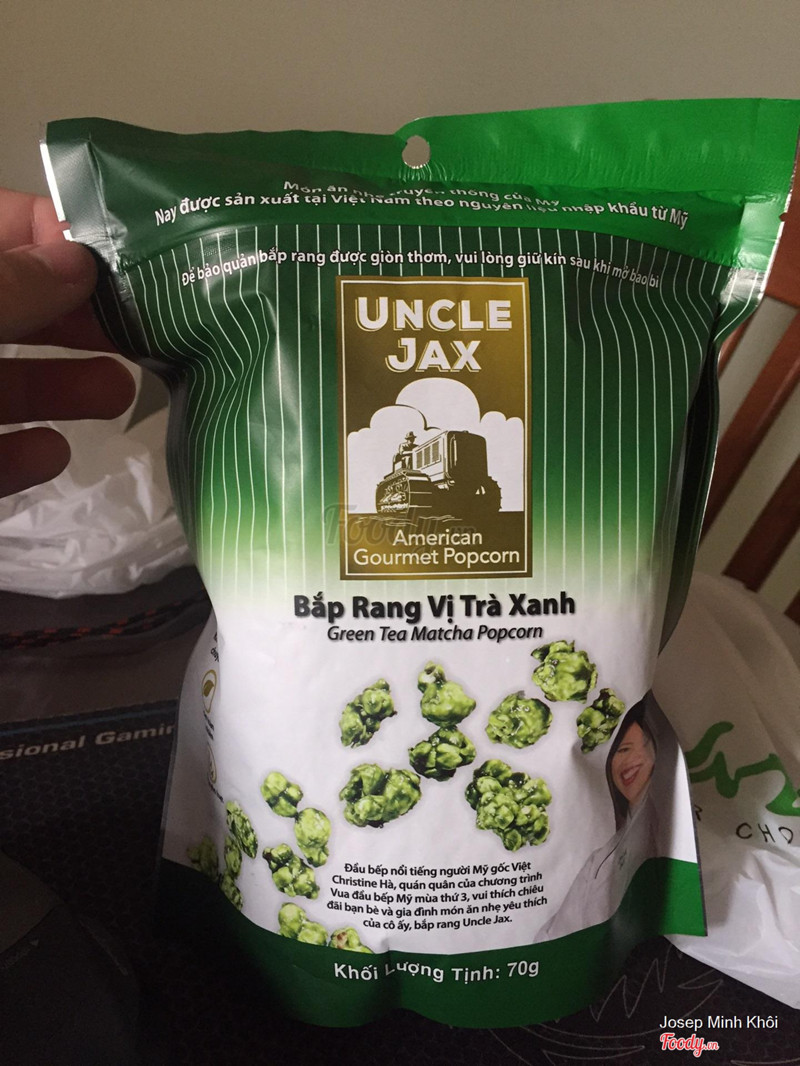 Món ăn nhẹ truyền thống của Mỹ
Nay được sản xuất tại Việt Nam theo nguyên liệu nhập khẩu từ Mỹ
Để bảo quản bắp rang được giòn thơm, vui lòng giữ kín sau khi mở bao bì
UNCLE
JAX
American
Gourmet Popcorn
Foody.vn
Bắp Rang Vị Trà Xanh
Green Tea Matcha Popcorn
sional Gamin
CHO
Đầu bếp nổi tiếng người Mỹ gốc Việt
Christine Hà, quán quân của chương trình
Vua đầu bếp Mỹ mùa thứ 3, vui thích chiêu
đãi bạn bè và gia đình món ăn nhẹ yêu thích
của cô ấy, bắp rang Uncle Jax.
Khối Lượng Tịnh: 70g
Josep Minh Khôi
Foody.vn